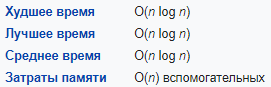 Худшее время O(n log n)
Лучшее время O(n log n)
Среднее время O(n log n)
Затраты памяти O(n) вспомогательных